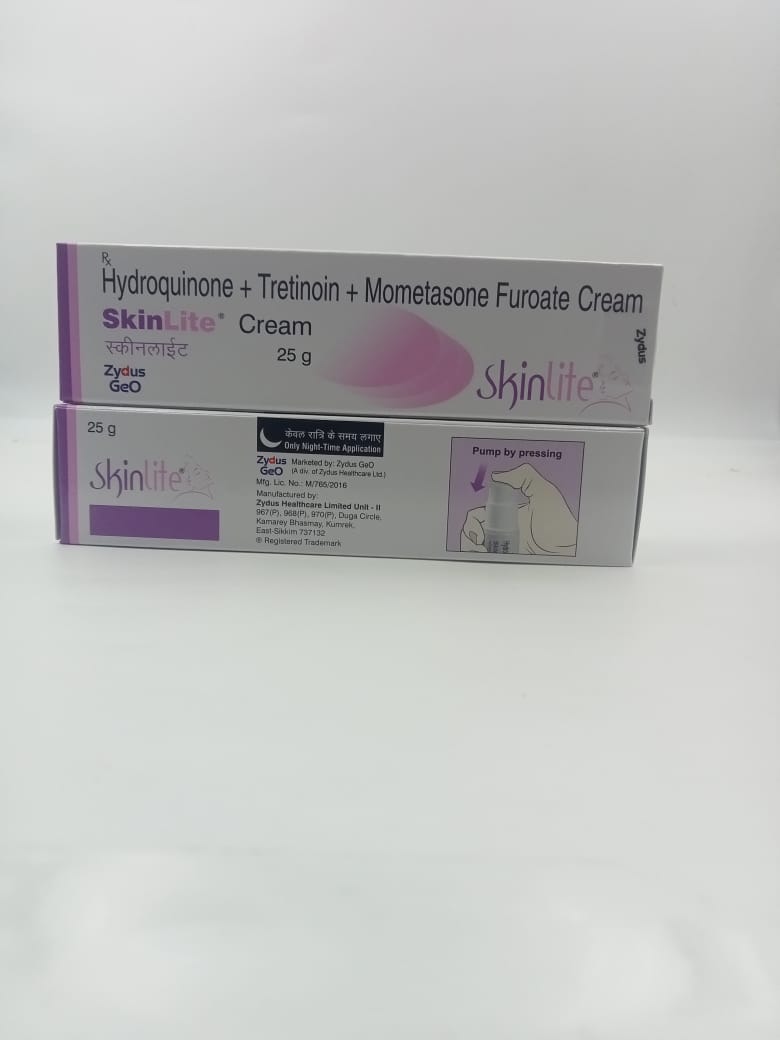 Rx
Hydroquinone + Tretinoin + Mometasone Furoate Cream
SkinLite® Cream
स्कीनलाईट
25 g
Zydus
GeO
Skinlite®
Zydus
25 g
Skinlite®
केवल रात्रि के समय लगाए
Only Night-Time Application
Zydus
GeO
Marketed by: Zydus GeO
(A div. of Zydus Healthcare Ltd.)
Mfg. Lic. No.: M/765/2016
Manufactured by:
Zydus Healthcare Limited Unit - II
967(P), 968(P), 970(P), Duga Circle,
Kamarey Bhasmay, Kumrek,
East-Sikkim 737132
® Registered Trademark
Pump by pressing